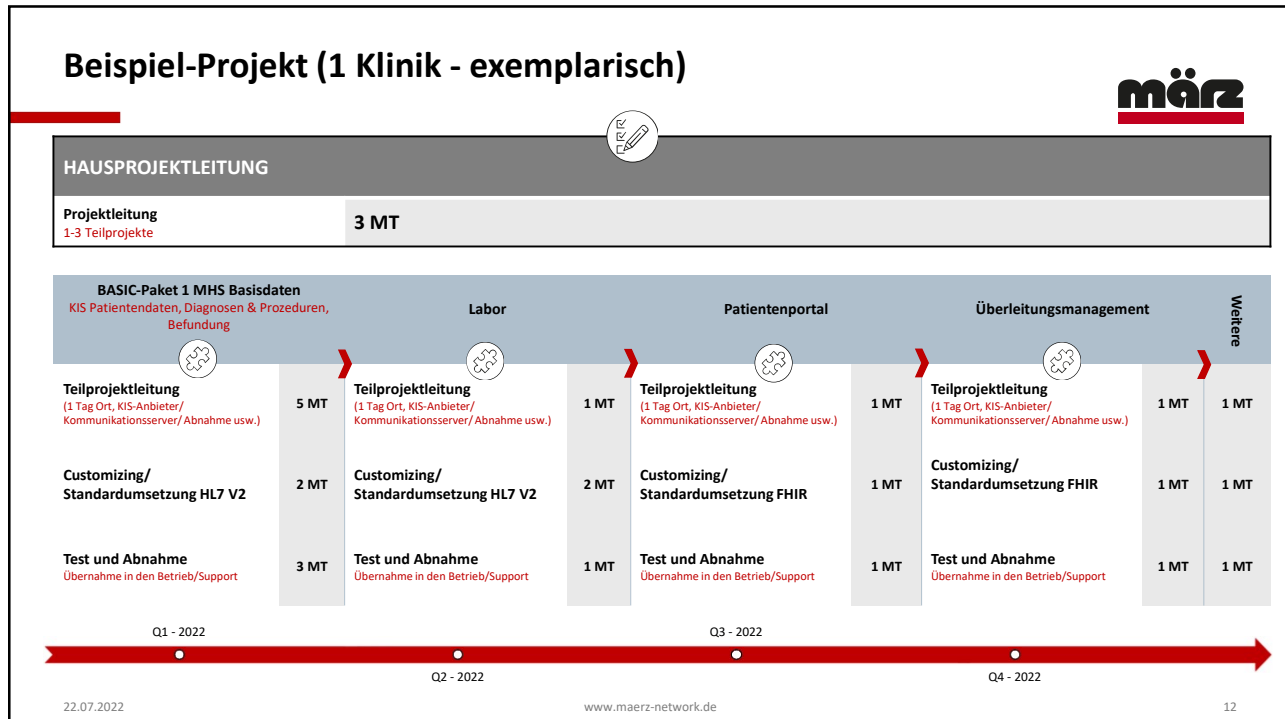 Beispiel-Projekt (1 Klinik - exemplarisch)
märz
HAUSPROJEKTLEITUNG
Projektleitung
1-3 Teilprojekte
3 MT
BASIC-Paket 1 MHS Basisdaten
KIS Patientendaten, Diagnosen & Prozeduren,
Befundung
Labor
Patientenportal
Überleitungsmanagement
Weitere
Teilprojektleitung
(1 Tag Ort, KIS-Anbieter/
Kommunikationsserver/ Abnahme usw.)
5 MT
Teilprojektleitung
(1 Tag Ort, KIS-Anbieter/
Kommunikationsserver/ Abnahme usw.)
1 MT
Teilprojektleitung
(1 Tag Ort, KIS-Anbieter/
Kommunikationsserver/ Abnahme usw.)
1 MT
Teilprojektleitung
(1 Tag Ort, KIS-Anbieter/
Kommunikationsserver/ Abnahme usw.)
1 MT
1 MT
Customizing/
Standardumsetzung HL7 V2
2 MT
Customizing/
Standardumsetzung HL7 V2
2 MT
Customizing/
Standardumsetzung FHIR
1 MT
Customizing/
Standardumsetzung FHIR
1 MT
1 MT
Test und Abnahme
Übernahme in den Betrieb/Support
3 MT
Test und Abnahme
Übernahme in den Betrieb/Support
1 MT
Test und Abnahme
Übernahme in den Betrieb/Support
1 MT
Test und Abnahme
Übernahme in den Betrieb/Support
1 MT
1 MT
Q1 - 2022
Q2 - 2022
Q3 - 2022
Q4 - 2022
22.07.2022
www.maerz-network.de
12